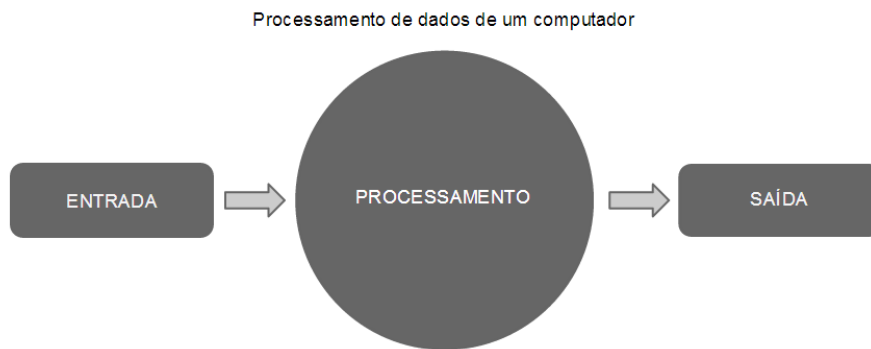 Processamento de dados de um computador
ENTRADA
PROCESSAMENTO
SAÍDA